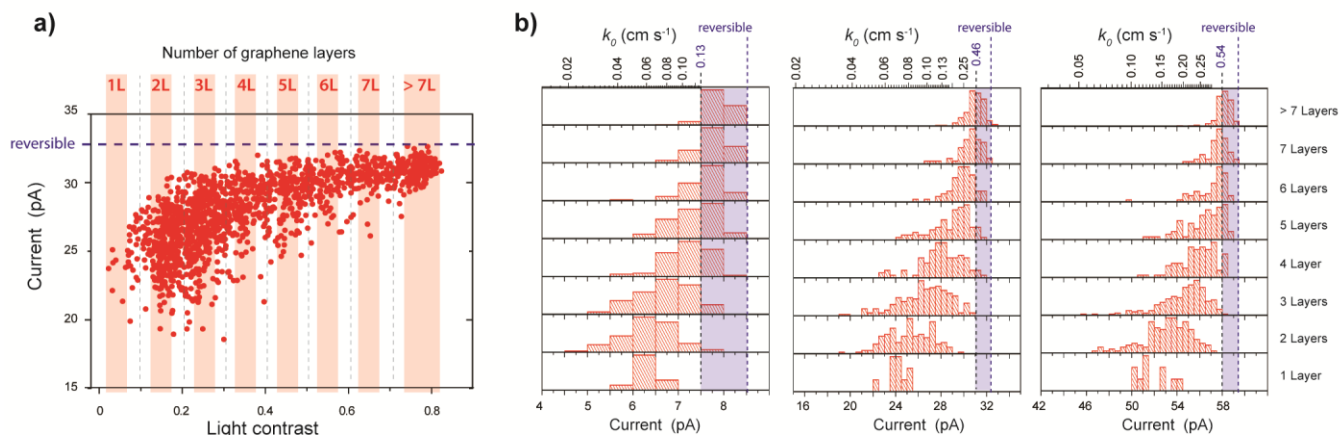 a)
Number of graphene layers
1L 2L 3L 4L 5L 6L 7L > 7L
35
reversible
30
25
20
15
Current (pA)
0 0.2 0.4 0.6 0.8
Light contrast
b)
k0 (cm s-1)
reversible
0.02 0.04 0.06 0.08 0.10 0.13
4 5 6 7 8
Current (pA)
k0 (cm s-1)
reversible
0.02 0.04 0.06 0.08 0.10 0.13 0.25 0.46
16 20 24 28 32
Current (pA)
k0 (cm s-1)
reversible
0.05 0.10 0.15 0.20 0.25 0.54
42 46 50 54 58
Current (pA)
> 7 Layers
7 Layers
6 Layers
5 Layers
4 Layer
3 Layers
2 Layers
1 Layer